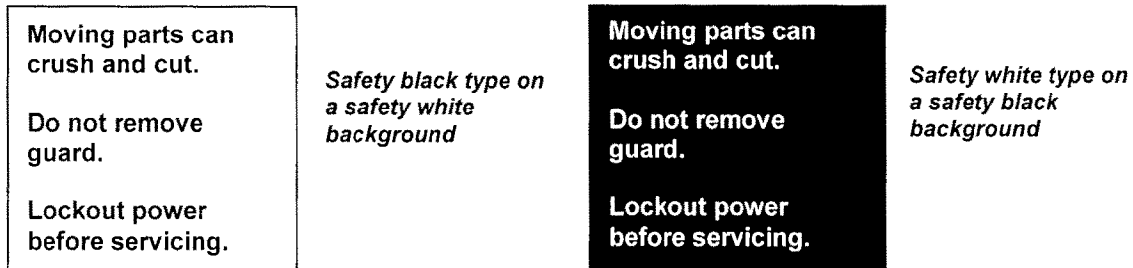 Moving parts can
crush and cut.
Do not remove
guard.
Lockout power
before servicing.
Safety black type on
a safety white
background
Moving parts can
crush and cut.
Do not remove
guard.
Lockout power
before servicing.
Safety white type on
a safety black
background